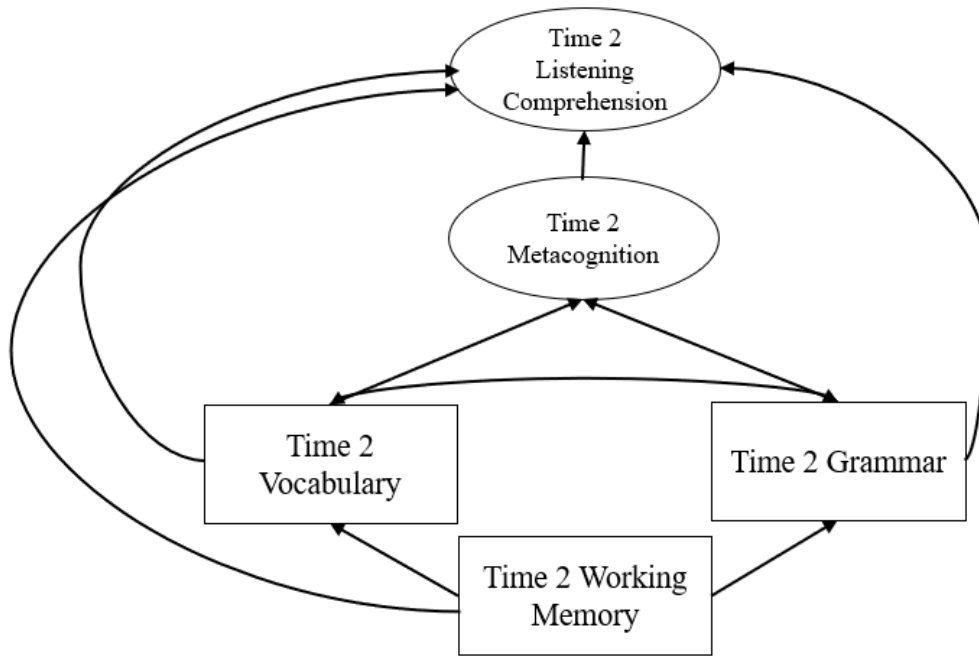 Time 2
Listening
Comprehension
Time 2
Metacognition
Time 2
Vocabulary
Time 2 Grammar
Time 2 Working
Memory